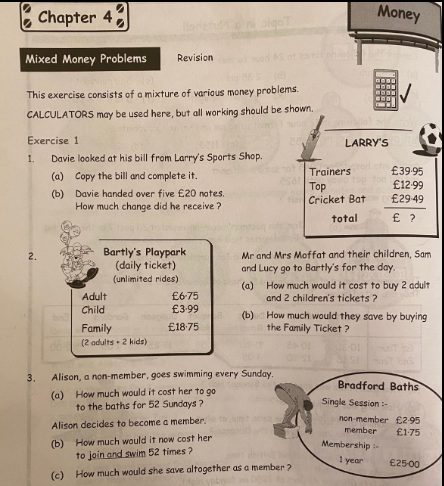 Chapter 4
Money
Mixed Money Problems
Revision
This exercise consists of a mixture of various money problems.
CALCULATORS may be used here, but all working should be shown.
Exercise 1
1. Davie looked at his bill from Larry's Sports Shop.
(a) Copy the bill and complete it.
(b) Davie handed over five £20 notes.
How much change did he receive ?
LARRY'S
Trainers £39·95
Top £12·99
Cricket Bat £29·49
total £ ?
2.
Bartly's Playpark
(daily ticket)
(unlimited rides)
Adult £6·75
Child £3·99
Family £18·75
(2 adults + 2 kids)
Mr and Mrs Moffat and their children, Sam
and Lucy go to Bartly's for the day.
(a) How much would it cost to buy 2 adult
and 2 children's tickets ?
(b) How much would they save by buying
the Family Ticket ?
3. Alison, a non-member, goes swimming every Sunday.
(a) How much would it cost her to go
to the baths for 52 Sundays ?
Alison decides to become a member.
(b) How much would it now cost her
to join and swim 52 times ?
(c) How much would she save altogether as a member ?
Bradford Baths
Single Session :-
non-member £2·95
member £1·75
Membership :-
1 year £25·00